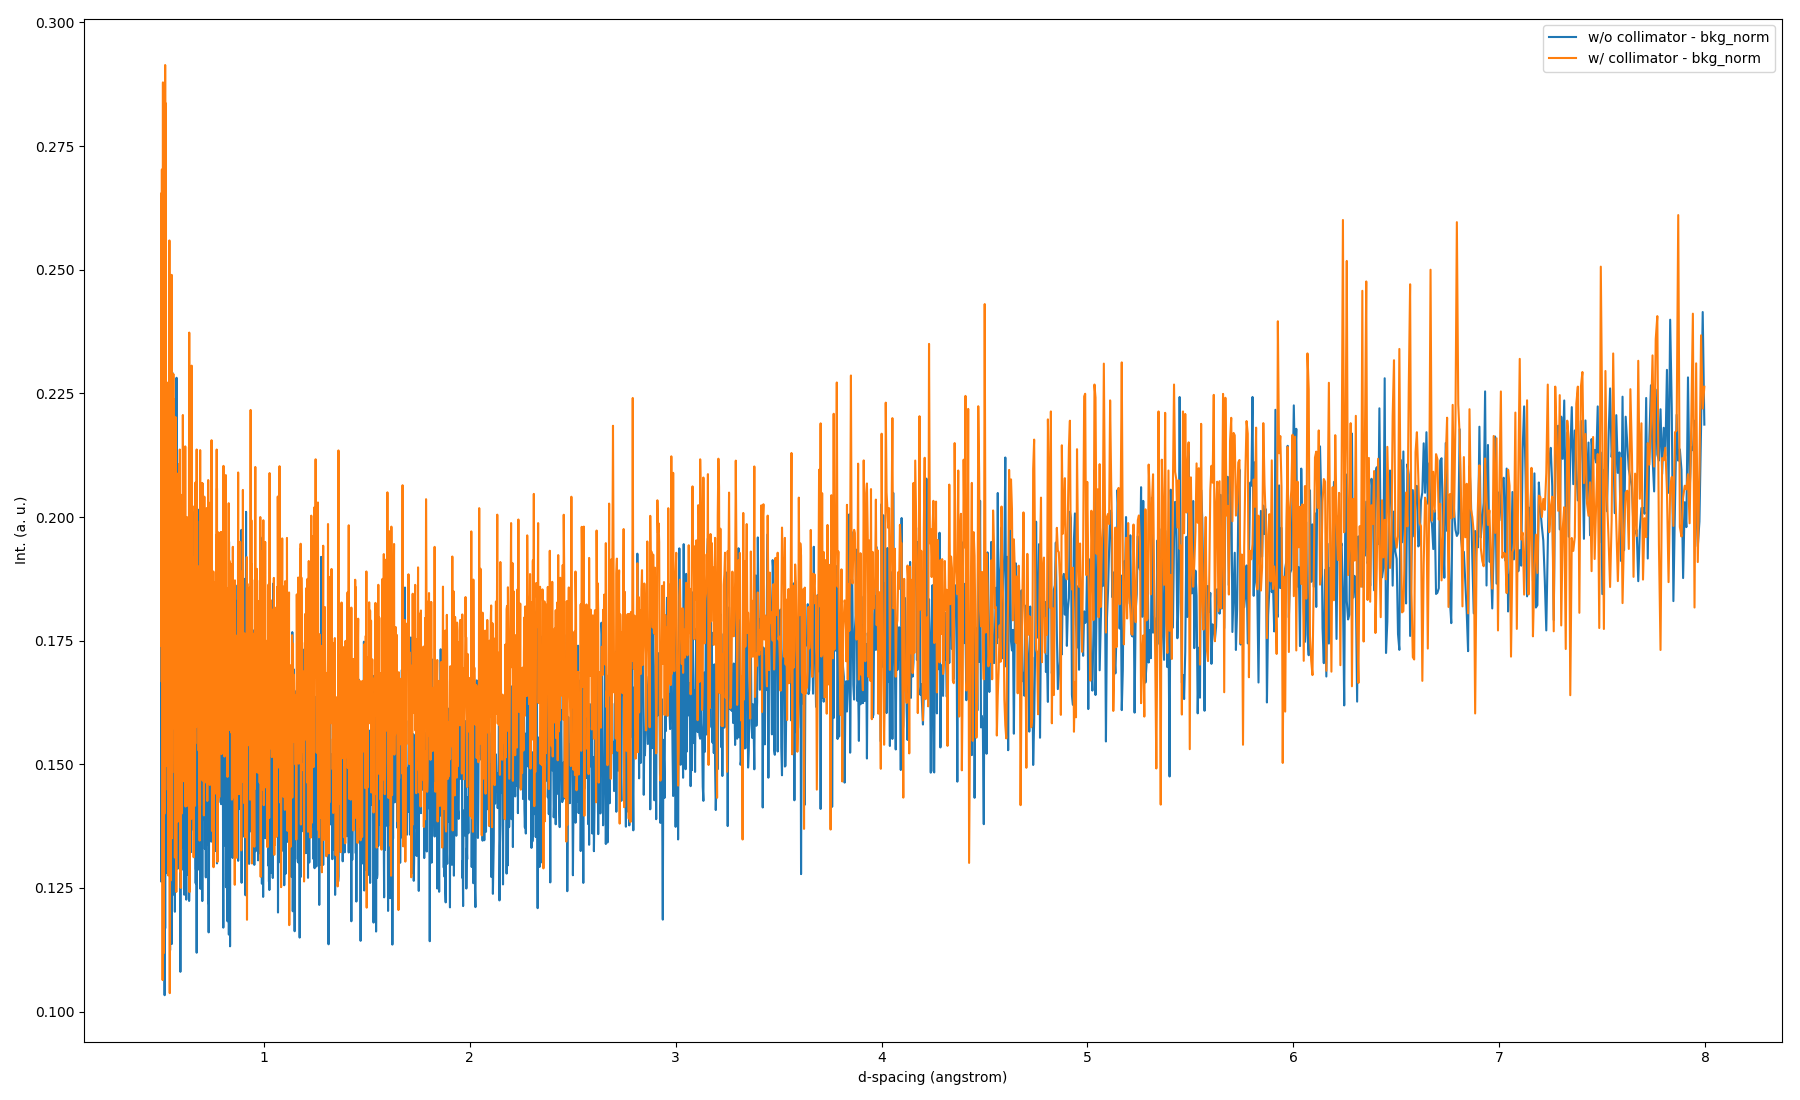 0.300
0.275
0.250
0.225
0.200
0.175
0.150
0.125
0.100
Int. (a. u.)
1 2 3 4 5 6 7 8
d-spacing (angstrom)
w/o collimator - bkg_norm
w/ collimator - bkg_norm